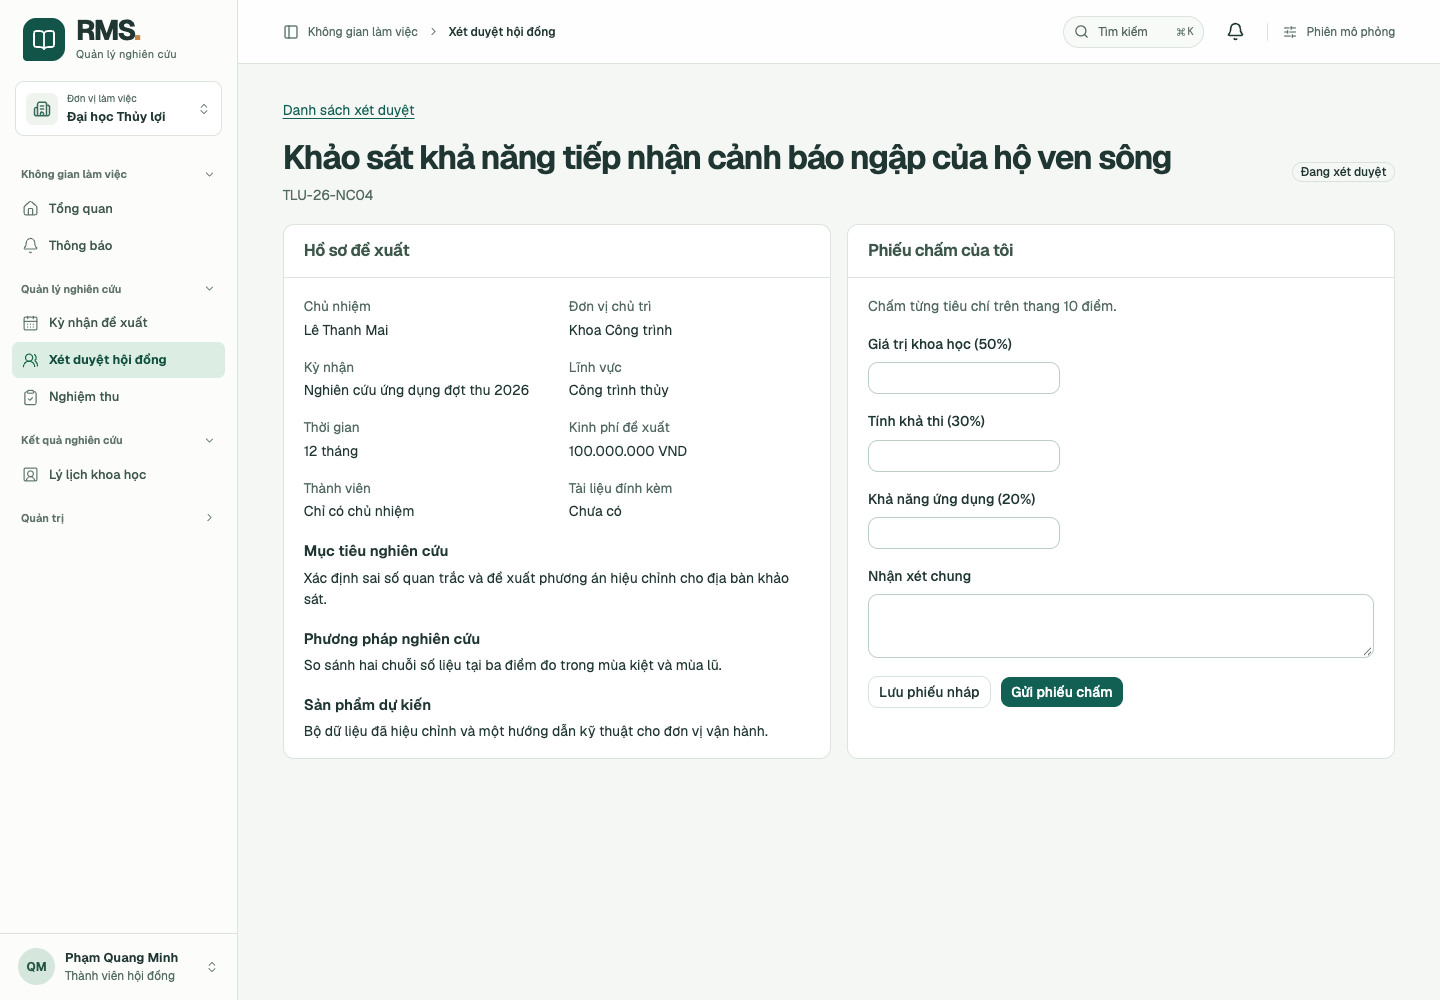 RMS.
Quản lý nghiên cứu
Đơn vị làm việc
Đại học Thủy lợi
Không gian làm việc
Tổng quan
Thông báo
Quản lý nghiên cứu
Kỳ nhận đề xuất
Xét duyệt hội đồng
Nghiệm thu
Kết quả nghiên cứu
Lý lịch khoa học
Quản trị
QM
Phạm Quang Minh
Thành viên hội đồng
Không gian làm việc
Xét duyệt hội đồng
Tìm kiếm
⌘K
Phiên mô phỏng
Danh sách xét duyệt
Khảo sát khả năng tiếp nhận cảnh báo ngập của hộ ven sông
TLU-26-NC04
Đang xét duyệt
Hồ sơ đề xuất
Chủ nhiệm
Lê Thanh Mai
Đơn vị chủ trì
Khoa Công trình
Kỳ nhận
Nghiên cứu ứng dụng đợt thu 2026
Lĩnh vực
Công trình thủy
Thời gian
12 tháng
Kinh phí đề xuất
100.000.000 VND
Thành viên
Chỉ có chủ nhiệm
Tài liệu đính kèm
Chưa có
Mục tiêu nghiên cứu
Xác định sai số quan trắc và đề xuất phương án hiệu chỉnh cho địa bàn khảo
sát.
Phương pháp nghiên cứu
So sánh hai chuỗi số liệu tại ba điểm đo trong mùa kiệt và mùa lũ.
Sản phẩm dự kiến
Bộ dữ liệu đã hiệu chỉnh và một hướng dẫn kỹ thuật cho đơn vị vận hành.
Phiếu chấm của tôi
Chấm từng tiêu chí trên thang 10 điểm.
Giá trị khoa học (50%)
Tính khả thi (30%)
Khả năng ứng dụng (20%)
Nhận xét chung
Lưu phiếu nháp
Gửi phiếu chấm